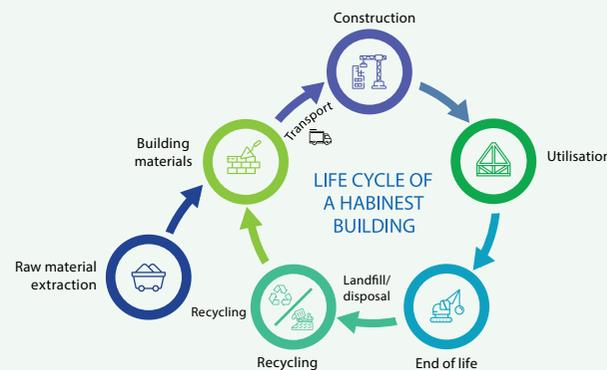 Construction
Transport
Building
materials
Utilisation
LIFE CYCLE OF
A HABINEST
BUILDING
Raw material
extraction
Landfill/
disposal
Recycling
Recycling
End of life